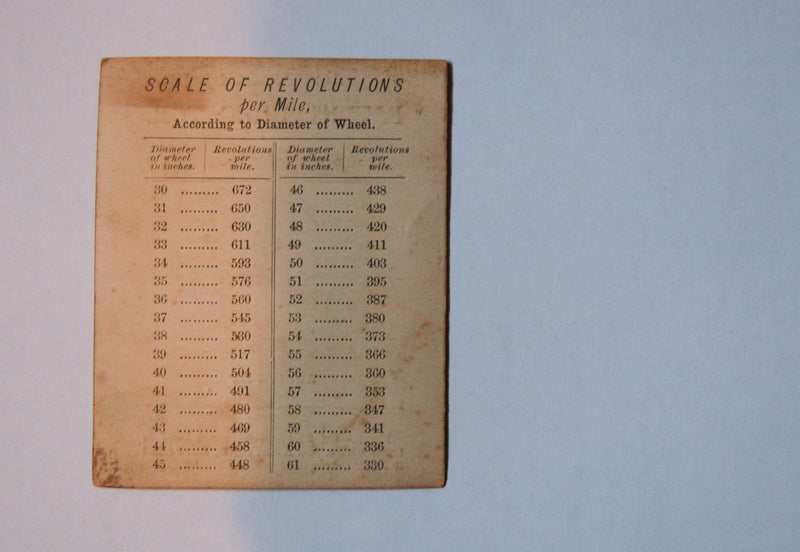 SCALE OF REVOLUTIONS
per Mile,
According to Diameter of Wheel.
Diameter of wheel in inches. Revolutions per mile. Diameter of wheel in inches. Revolutions per mile.
30 ......... 672 46 ......... 438
31 ......... 650 47 ......... 429
32 ......... 630 48 ......... 420
33 ......... 611 49 ......... 411
34 ......... 593 50 ......... 403
35 ......... 576 51 ......... 395
36 ......... 560 52 ......... 387
37 ......... 545 53 ......... 380
38 ......... 530 54 ......... 373
39 ......... 517 55 ......... 366
40 ......... 504 56 ......... 360
41 ......... 491 57 ......... 353
42 ......... 480 58 ......... 347
43 ......... 469 59 ......... 341
44 ......... 458 60 ......... 336
45 ......... 448 61 ......... 330